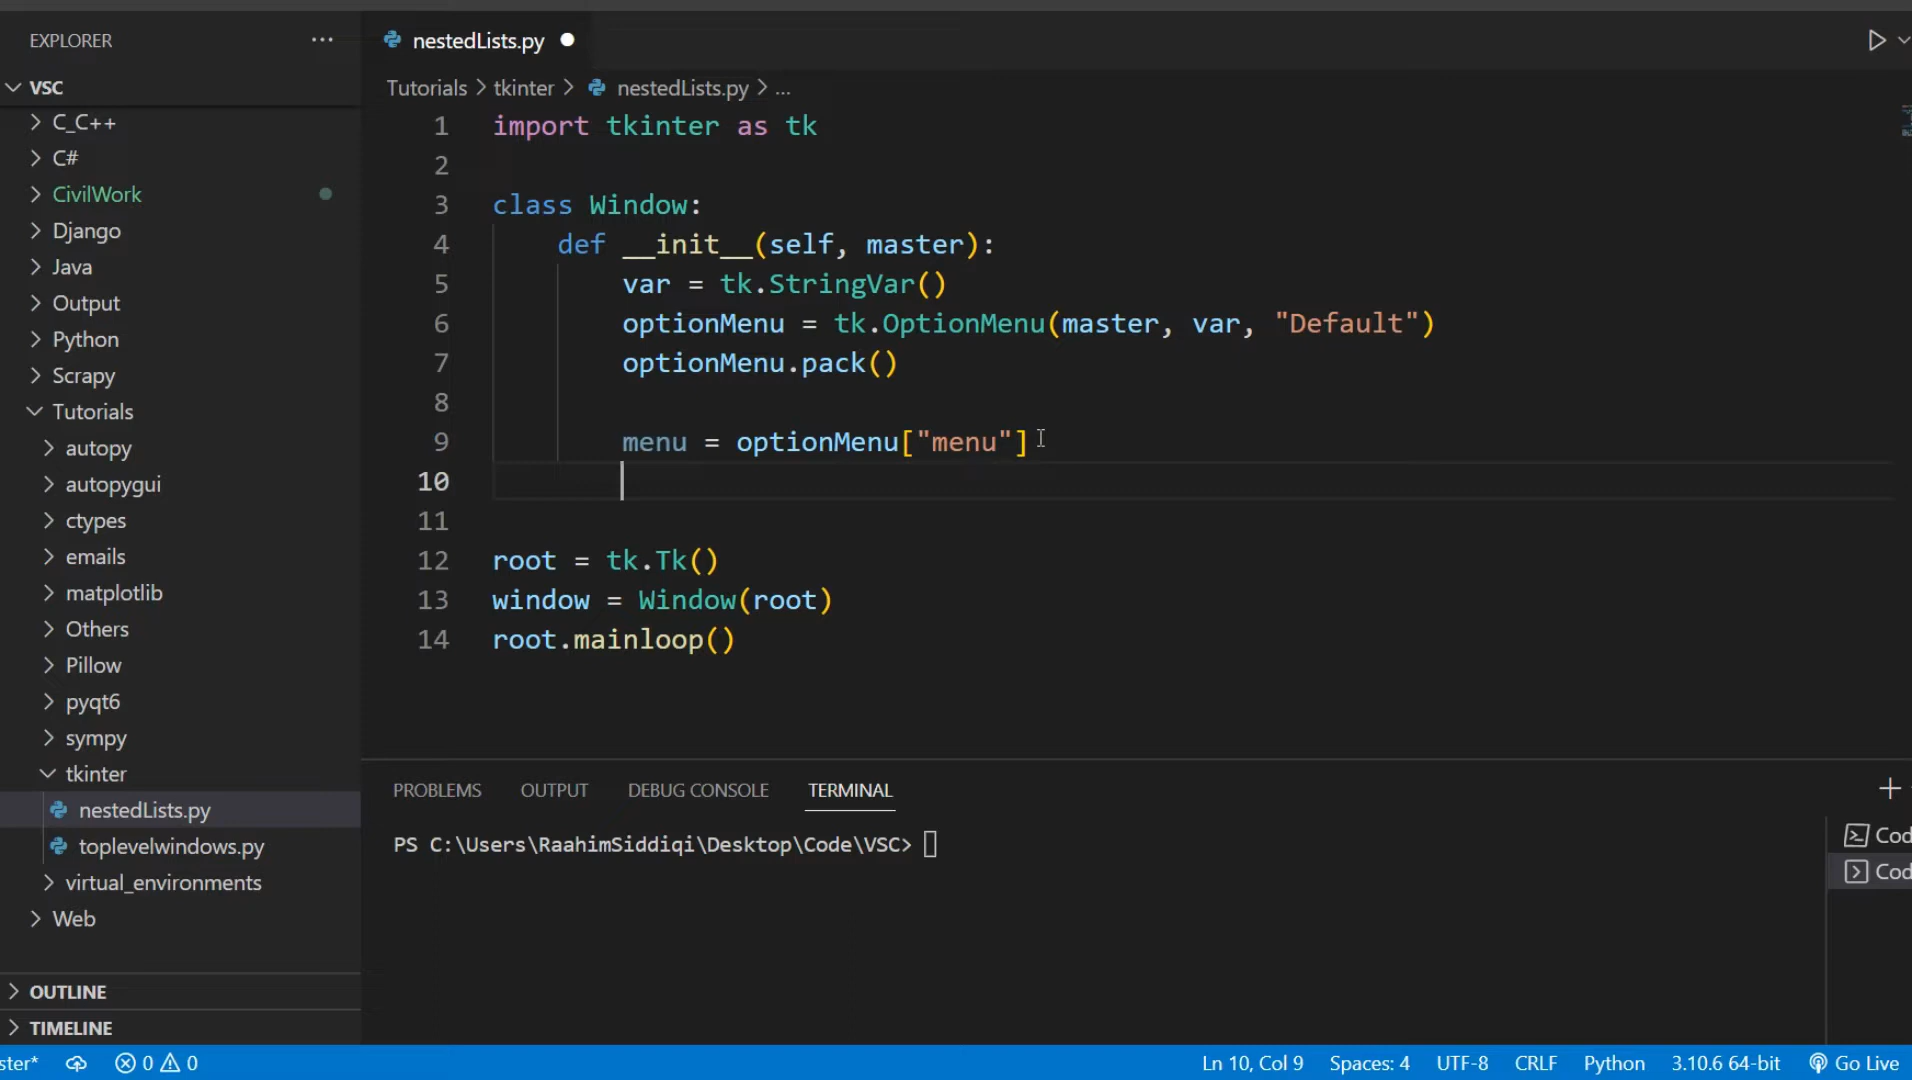 EXPLORER
VSC
C_C++
C#
CivilWork
Django
Java
Output
Python
Scrapy
Tutorials
autopy
autopygui
ctypes
emails
matplotlib
Others
Pillow
pyqt6
sympy
tkinter
nestedLists.py
toplevelwindows.py
virtual_environments
Web
OUTLINE
TIMELINE
nestedLists.py
Tutorials > tkinter > nestedLists.py > ...
1 import tkinter as tk
2
3 class Window:
4     def __init__(self, master):
5         var = tk.StringVar()
6         optionMenu = tk.OptionMenu(master, var, "Default")
7         optionMenu.pack()
8
9         menu = optionMenu["menu"]
10
11
12 root = tk.Tk()
13 window = Window(root)
14 root.mainloop()
PROBLEMS OUTPUT DEBUG CONSOLE TERMINAL
PS C:\Users\RaahimSiddiqi\Desktop\Code\VSC>
Cod
Cod
ster* 0 0 Ln 10, Col 9 Spaces: 4 UTF-8 CRLF Python 3.10.6 64-bit Go Live